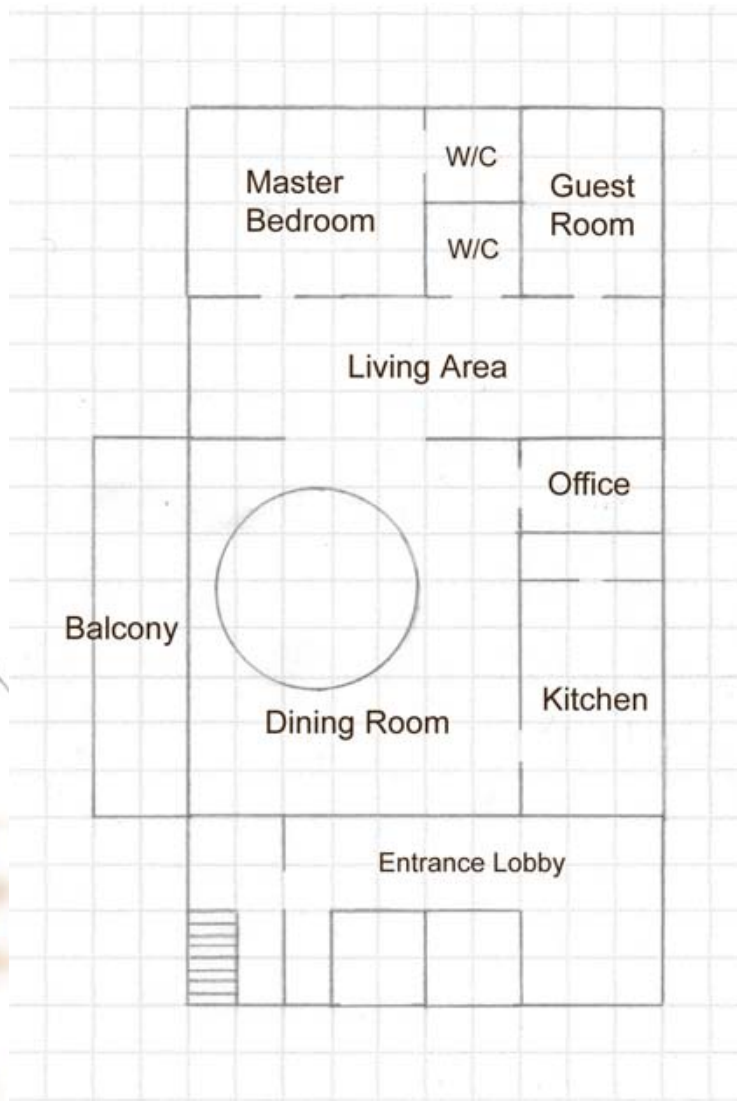 W/C
Master
Bedroom
Guest
Room
W/C
Living Area
Office
Balcony
Kitchen
Dining Room
Entrance Lobby